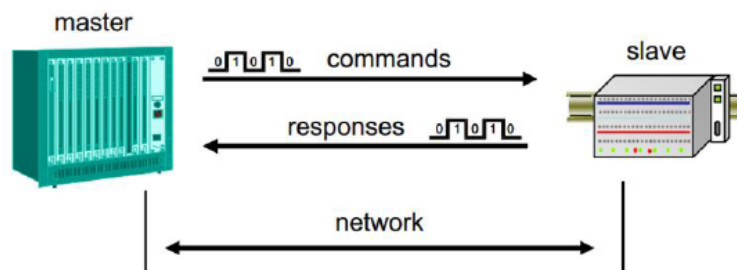 master
0 1 0 1 0 commands
slave
responses 0 1 0 1 0
network